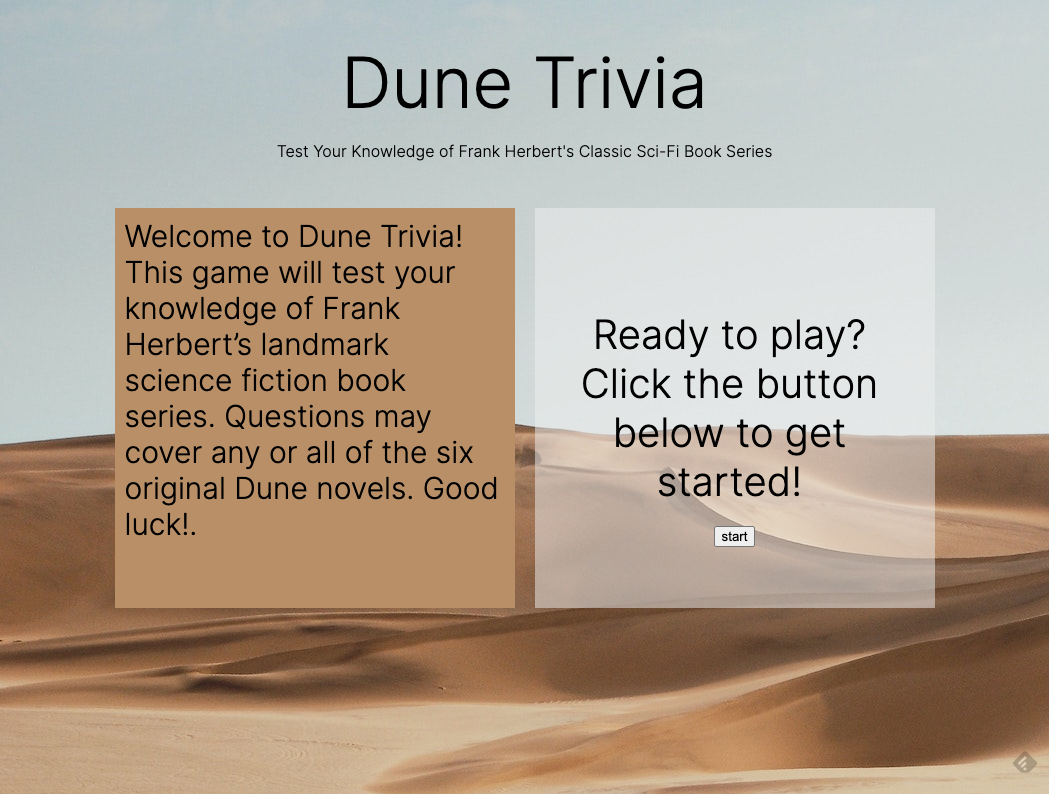 Dune Trivia
Test Your Knowledge of Frank Herbert's Classic Sci-Fi Book Series
Welcome to Dune Trivia!
This game will test your
knowledge of Frank
Herbert’s landmark
science fiction book
series. Questions may
cover any or all of the six
original Dune novels. Good
luck!.
Ready to play?
Click the button
below to get
started!
start